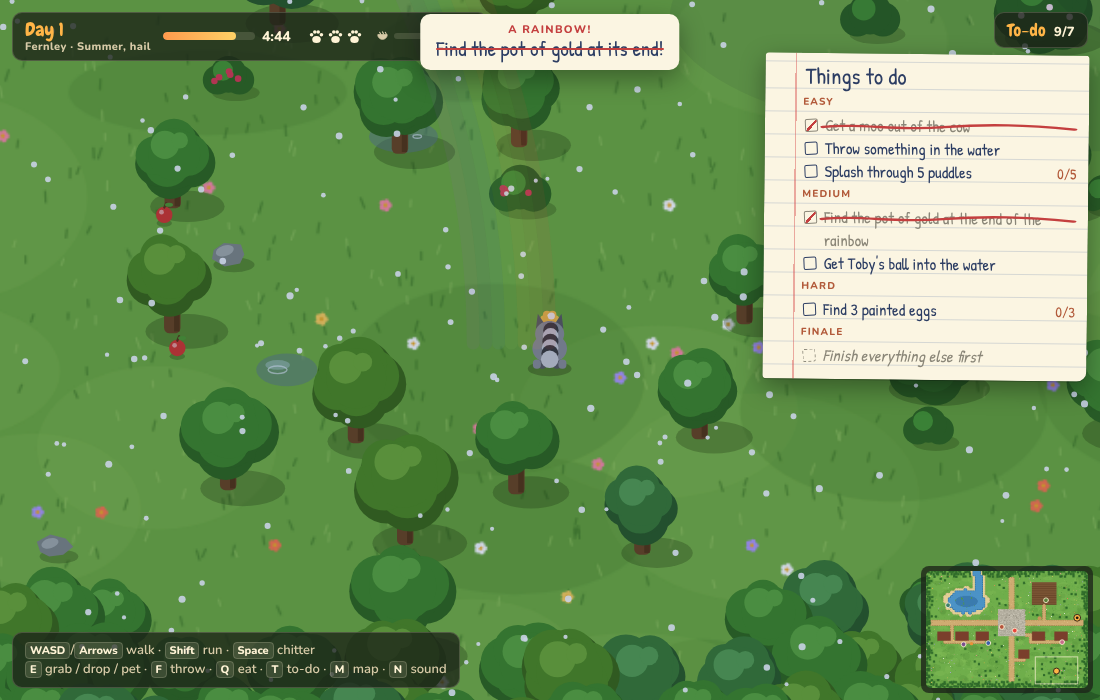 Day 1
Fernley · Summer, hail
4:44
A RAINBOW!
Find the pot of gold at its end!
To-do 9/7
Things to do
EASY
Get a moo out of the cow
Throw something in the water
Splash through 5 puddles 0/5
MEDIUM
Find the pot of gold at the end of the
rainbow
Get Toby's ball into the water
HARD
Find 3 painted eggs 0/3
FINALE
Finish everything else first
WASD/Arrows walk · Shift run · Space chitter
E grab / drop / pet · F throw · Q eat · T to-do · M map · N sound